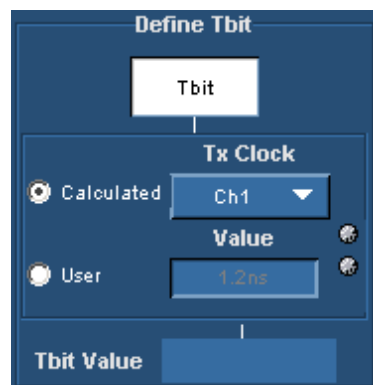 Define Tbit
Tbit
Tx Clock
Calculated
Ch1
Value
User
1.2ns
Tbit Value